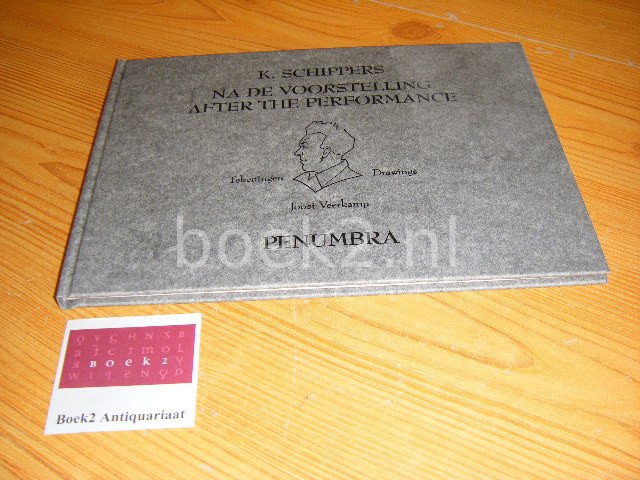 K. SCHIPPERS
NA DE VOORSTELLING
AFTER THE PERFORMANCE
Tekeningen Drawings
Joost Veerkamp
PENUMBRA
boek2.nl
BOEK2
Boek2 Antiquariaat